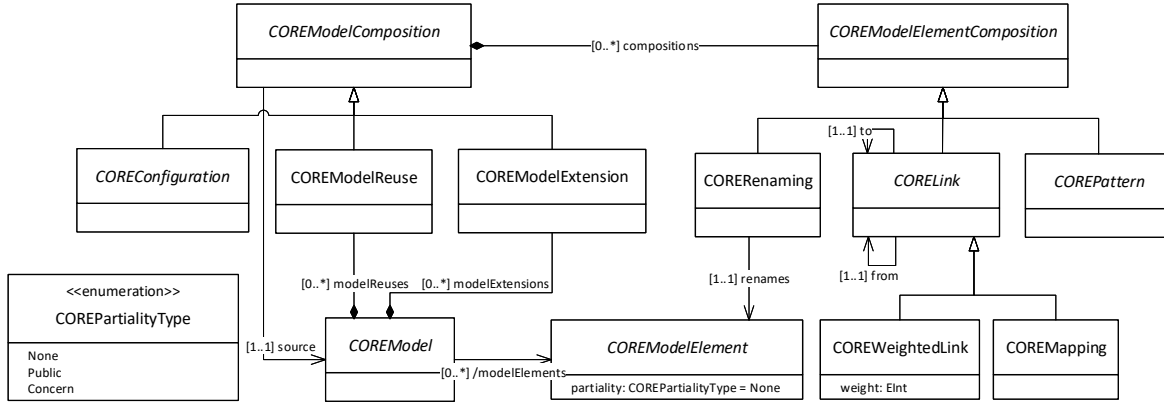 COREModelComposition
[0..*] compositions
COREModelElementComposition
[1..1] to
COREConfiguration
COREModelReuse
COREModelExtension
CORERenaming
CORELink
COREPattern
[1..1] from
[1..1] renames
[0..*] modelReuses
[0..*] modelExtensions
<<enumeration>>
COREPartialityType
None
Public
Concern
[1..1] source
COREModel
[0..*] /modelElements
COREModelElement
partiality: COREPartialityType = None
COREWeightedLink
weight: EInt
COREMapping